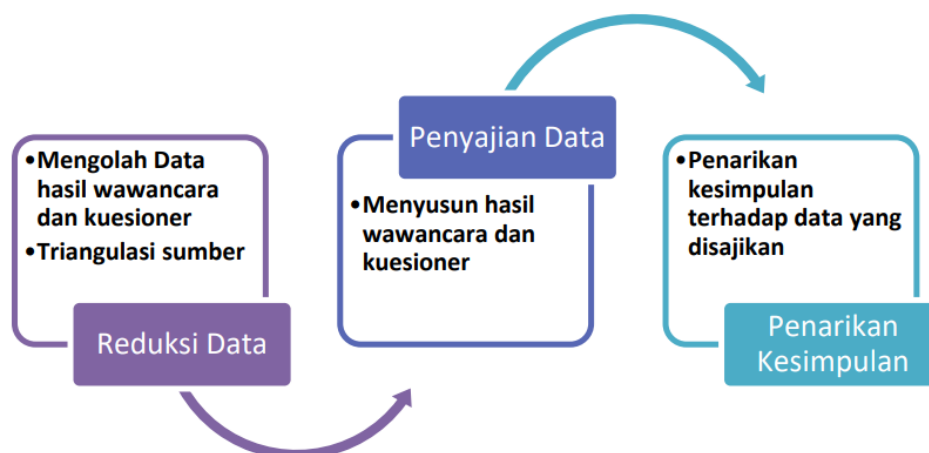 •Mengolah Data
hasil wawancara
dan kuesioner
•Triangulasi sumber
Reduksi Data
Penyajian Data
•Menyusun hasil
wawancara dan
kuesioner
•Penarikan
kesimpulan
terhadap data yang
disajikan
Penarikan
Kesimpulan